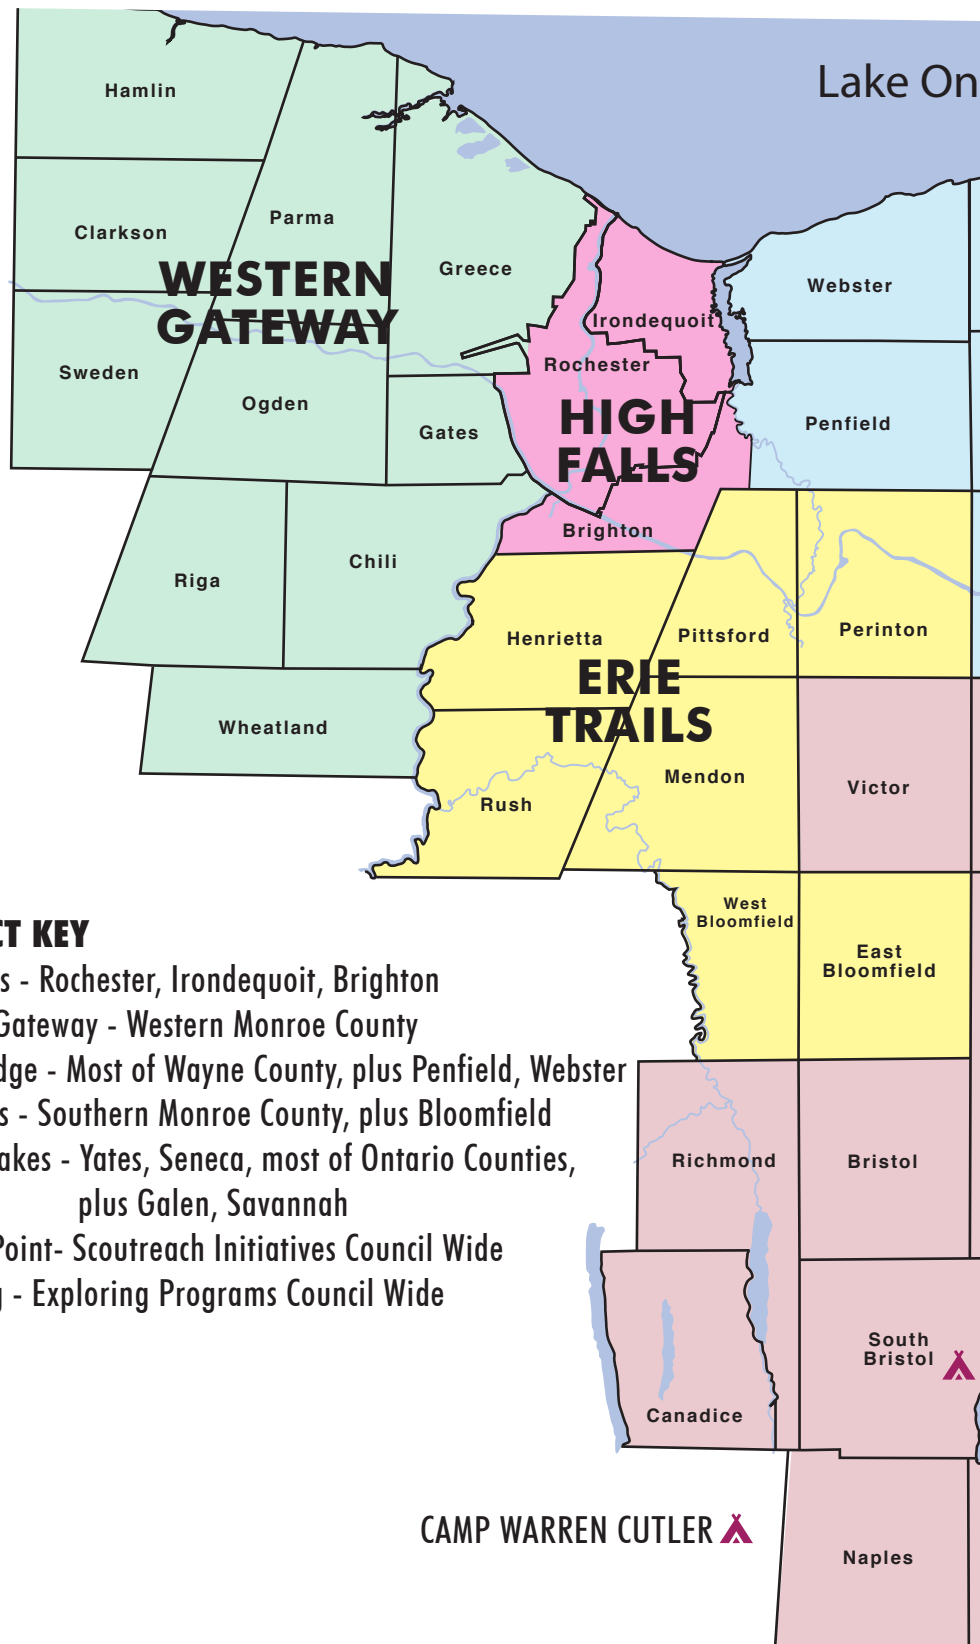 Lake On
Hamlin
Clarkson
Parma
WESTERN
GATEWAY
Greece
Webster
Irondequoit
Rochester
Sweden
Ogden
Gates
HIGH
FALLS
Penfield
Brighton
Riga
Chili
Henrietta
Pittsford
Perinton
ERIE
TRAILS
Wheatland
Rush
Mendon
Victor
West
Bloomfield
East
Bloomfield
CT KEY
s - Rochester, Irondequoit, Brighton
Gateway - Western Monroe County
dge - Most of Wayne County, plus Penfield, Webster
s - Southern Monroe County, plus Bloomfield
akes - Yates, Seneca, most of Ontario Counties,
plus Galen, Savannah
Point- Scoutreach Initiatives Council Wide
g - Exploring Programs Council Wide
Richmond
Bristol
South
Bristol
Canadice
CAMP WARREN CUTLER
Naples